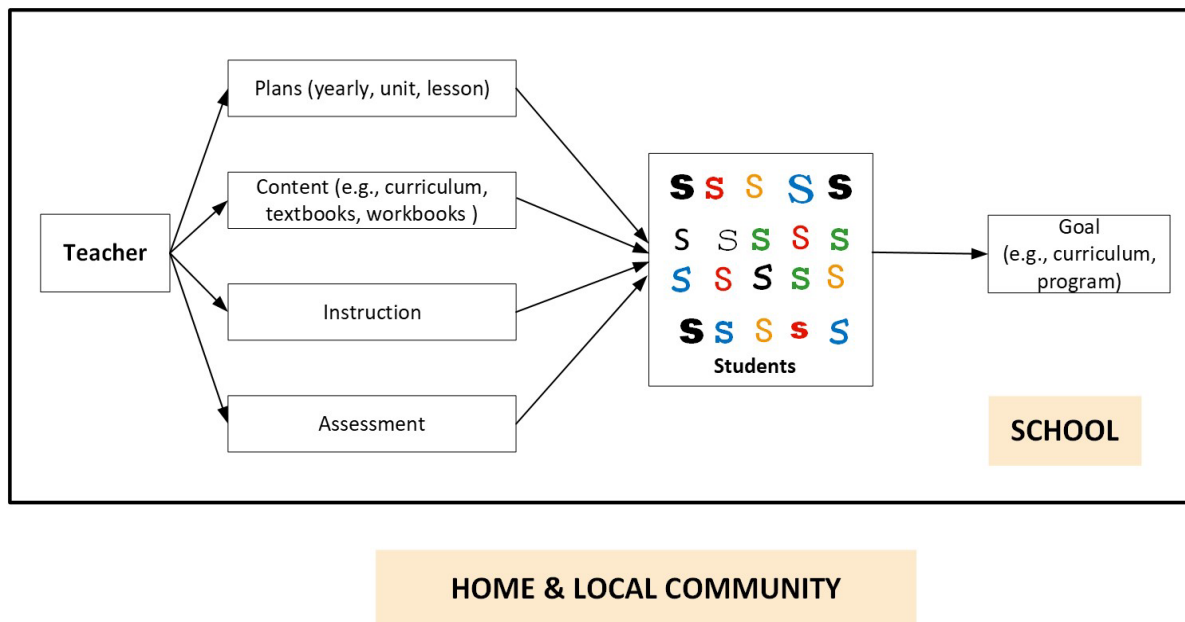 Plans (yearly, unit, lesson)
Content (e.g., curriculum,
textbooks, workbooks )
Teacher
Instruction
Assessment
S S S S S
S S S S S
S S S S S
S S S S S
Students
Goal
(e.g., curriculum,
program)
SCHOOL
HOME & LOCAL COMMUNITY